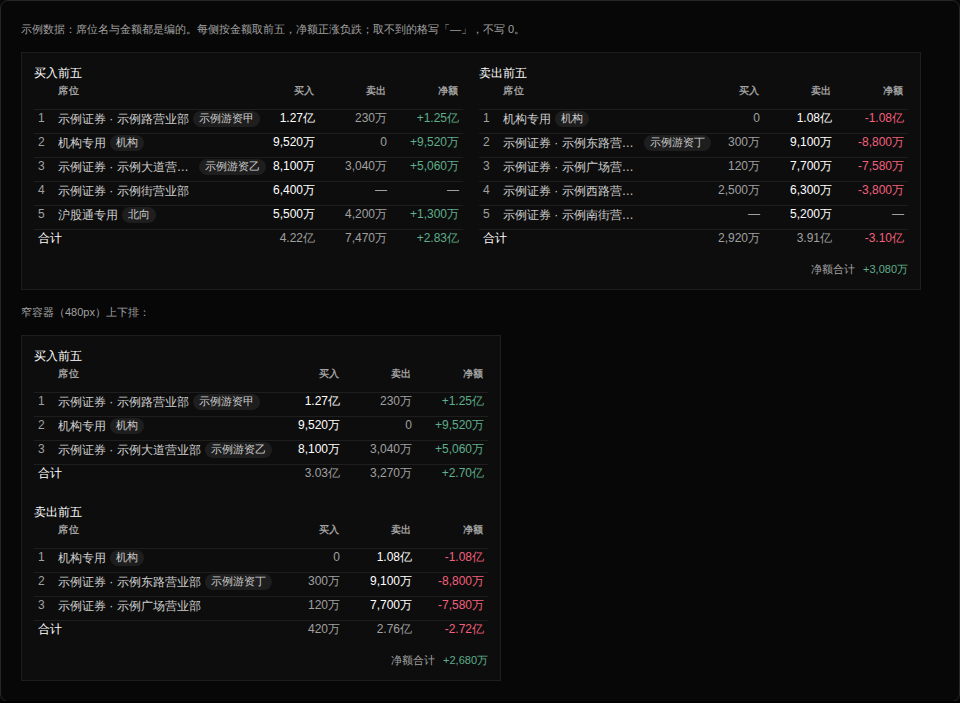 示例数据：席位名与金额都是编的。每侧按金额取前五，净额正涨负跌；取不到的格写「—」，不写 0。
买入前五
席位 买入 卖出 净额
1 示例证券 · 示例路营业部 示例游资甲 1.27亿 230万 +1.25亿
2 机构专用 机构 9,520万 0 +9,520万
3 示例证券 · 示例大道营… 示例游资乙 8,100万 3,040万 +5,060万
4 示例证券 · 示例街营业部 6,400万 — —
5 沪股通专用 北向 5,500万 4,200万 +1,300万
合计 4.22亿 7,470万 +2.83亿
卖出前五
席位 买入 卖出 净额
1 机构专用 机构 0 1.08亿 -1.08亿
2 示例证券 · 示例东路营… 示例游资丁 300万 9,100万 -8,800万
3 示例证券 · 示例广场营… 120万 7,700万 -7,580万
4 示例证券 · 示例西路营… 2,500万 6,300万 -3,800万
5 示例证券 · 示例南街营… — 5,200万 —
合计 2,920万 3.91亿 -3.10亿
净额合计 +3,080万
窄容器（480px）上下排：
买入前五
席位 买入 卖出 净额
1 示例证券 · 示例路营业部 示例游资甲 1.27亿 230万 +1.25亿
2 机构专用 机构 9,520万 0 +9,520万
3 示例证券 · 示例大道营业部 示例游资乙 8,100万 3,040万 +5,060万
合计 3.03亿 3,270万 +2.70亿
卖出前五
席位 买入 卖出 净额
1 机构专用 机构 0 1.08亿 -1.08亿
2 示例证券 · 示例东路营业部 示例游资丁 300万 9,100万 -8,800万
3 示例证券 · 示例广场营业部 120万 7,700万 -7,580万
合计 420万 2.76亿 -2.72亿
净额合计 +2,680万